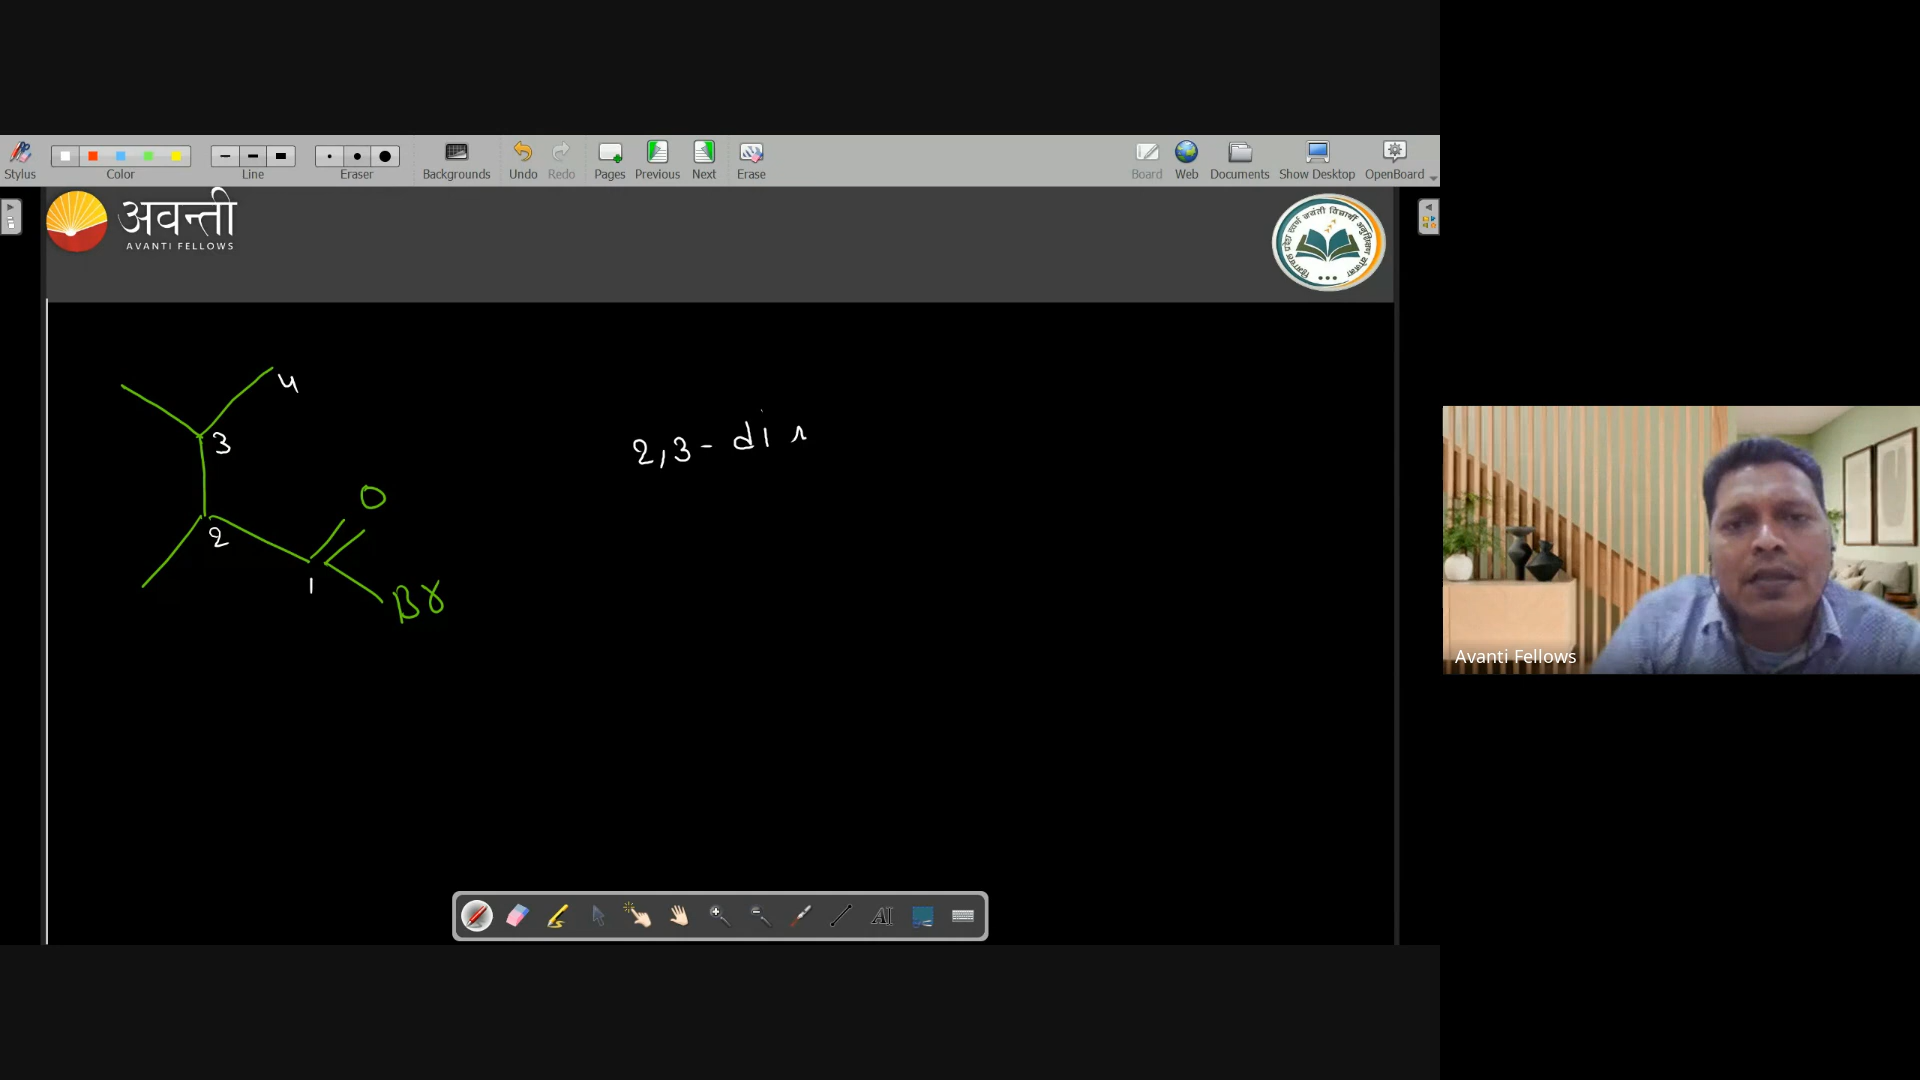 Stylus Color Line Eraser Backgrounds Undo Redo Pages Previous Next Erase Board Web Documents Show Desktop OpenBoard
अवन्ती
AVANTI FELLOWS
4
3
2,3- di
O
2
1
Br
AI
Avanti Fellows